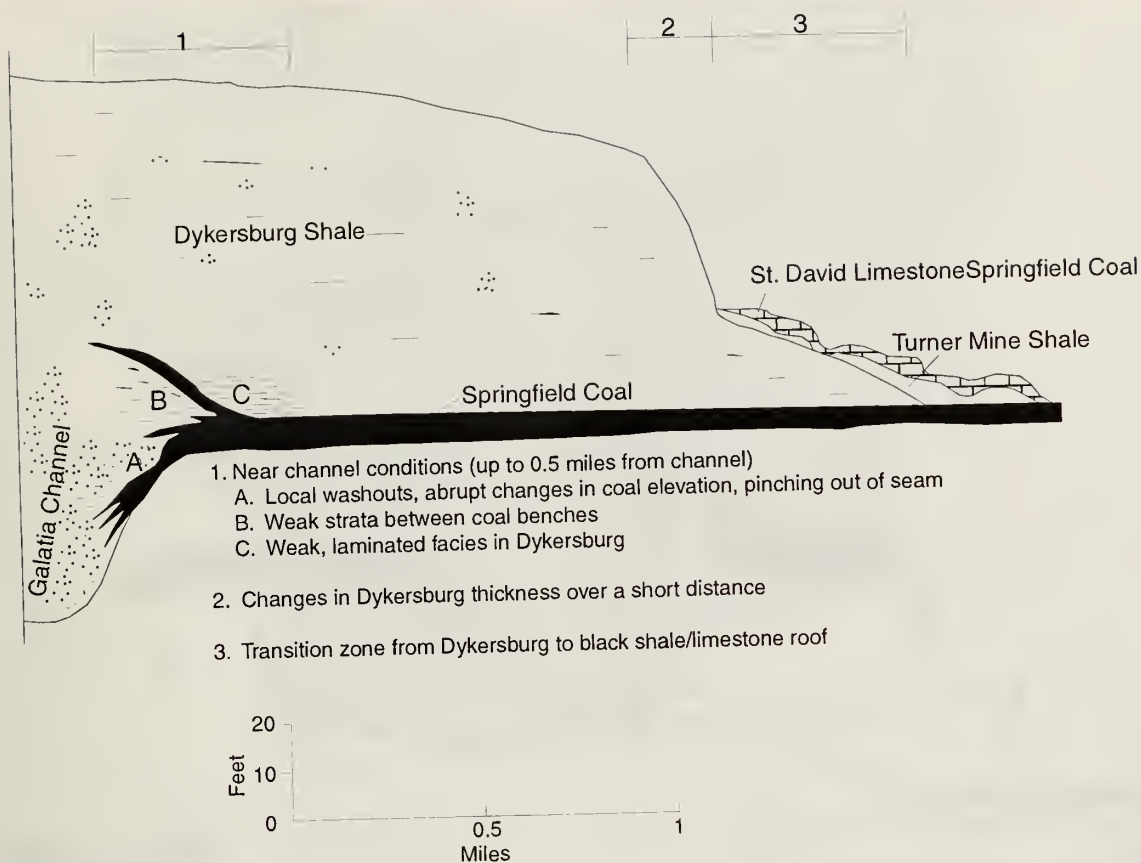 1
2
3
Dykersburg Shale
St. David LimestoneSpringfield Coal
Turner Mine Shale
B
C
Springfield Coal
A
Galatia Channel
1. Near channel conditions (up to 0.5 miles from channel)
A. Local washouts, abrupt changes in coal elevation, pinching out of seam
B. Weak strata between coal benches
C. Weak, laminated facies in Dykersburg
2. Changes in Dykersburg thickness over a short distance
3. Transition zone from Dykersburg to black shale/limestone roof
20
10
0
Feet
0.5
1
Miles